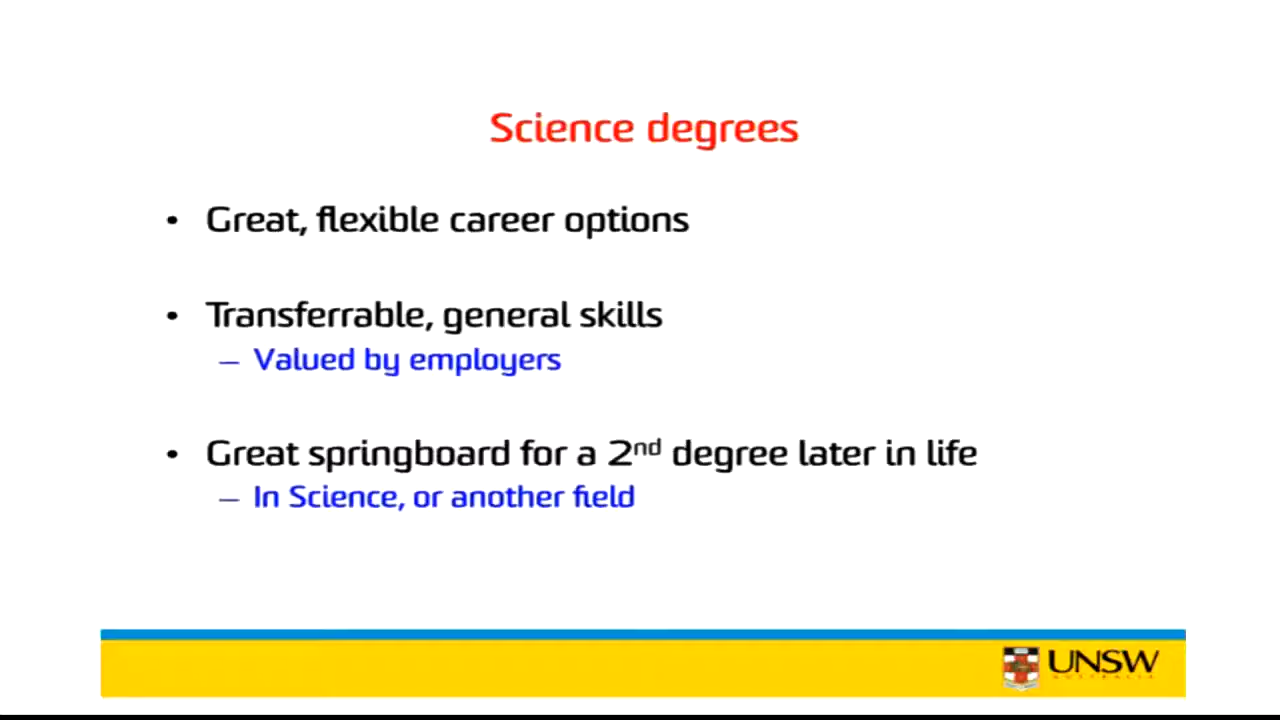 Science degrees
• Great, flexible career options
• Transferrable, general skills
– Valued by employers
• Great springboard for a 2nd degree later in life
– In Science, or another field
UNSW
AUSTRALIA